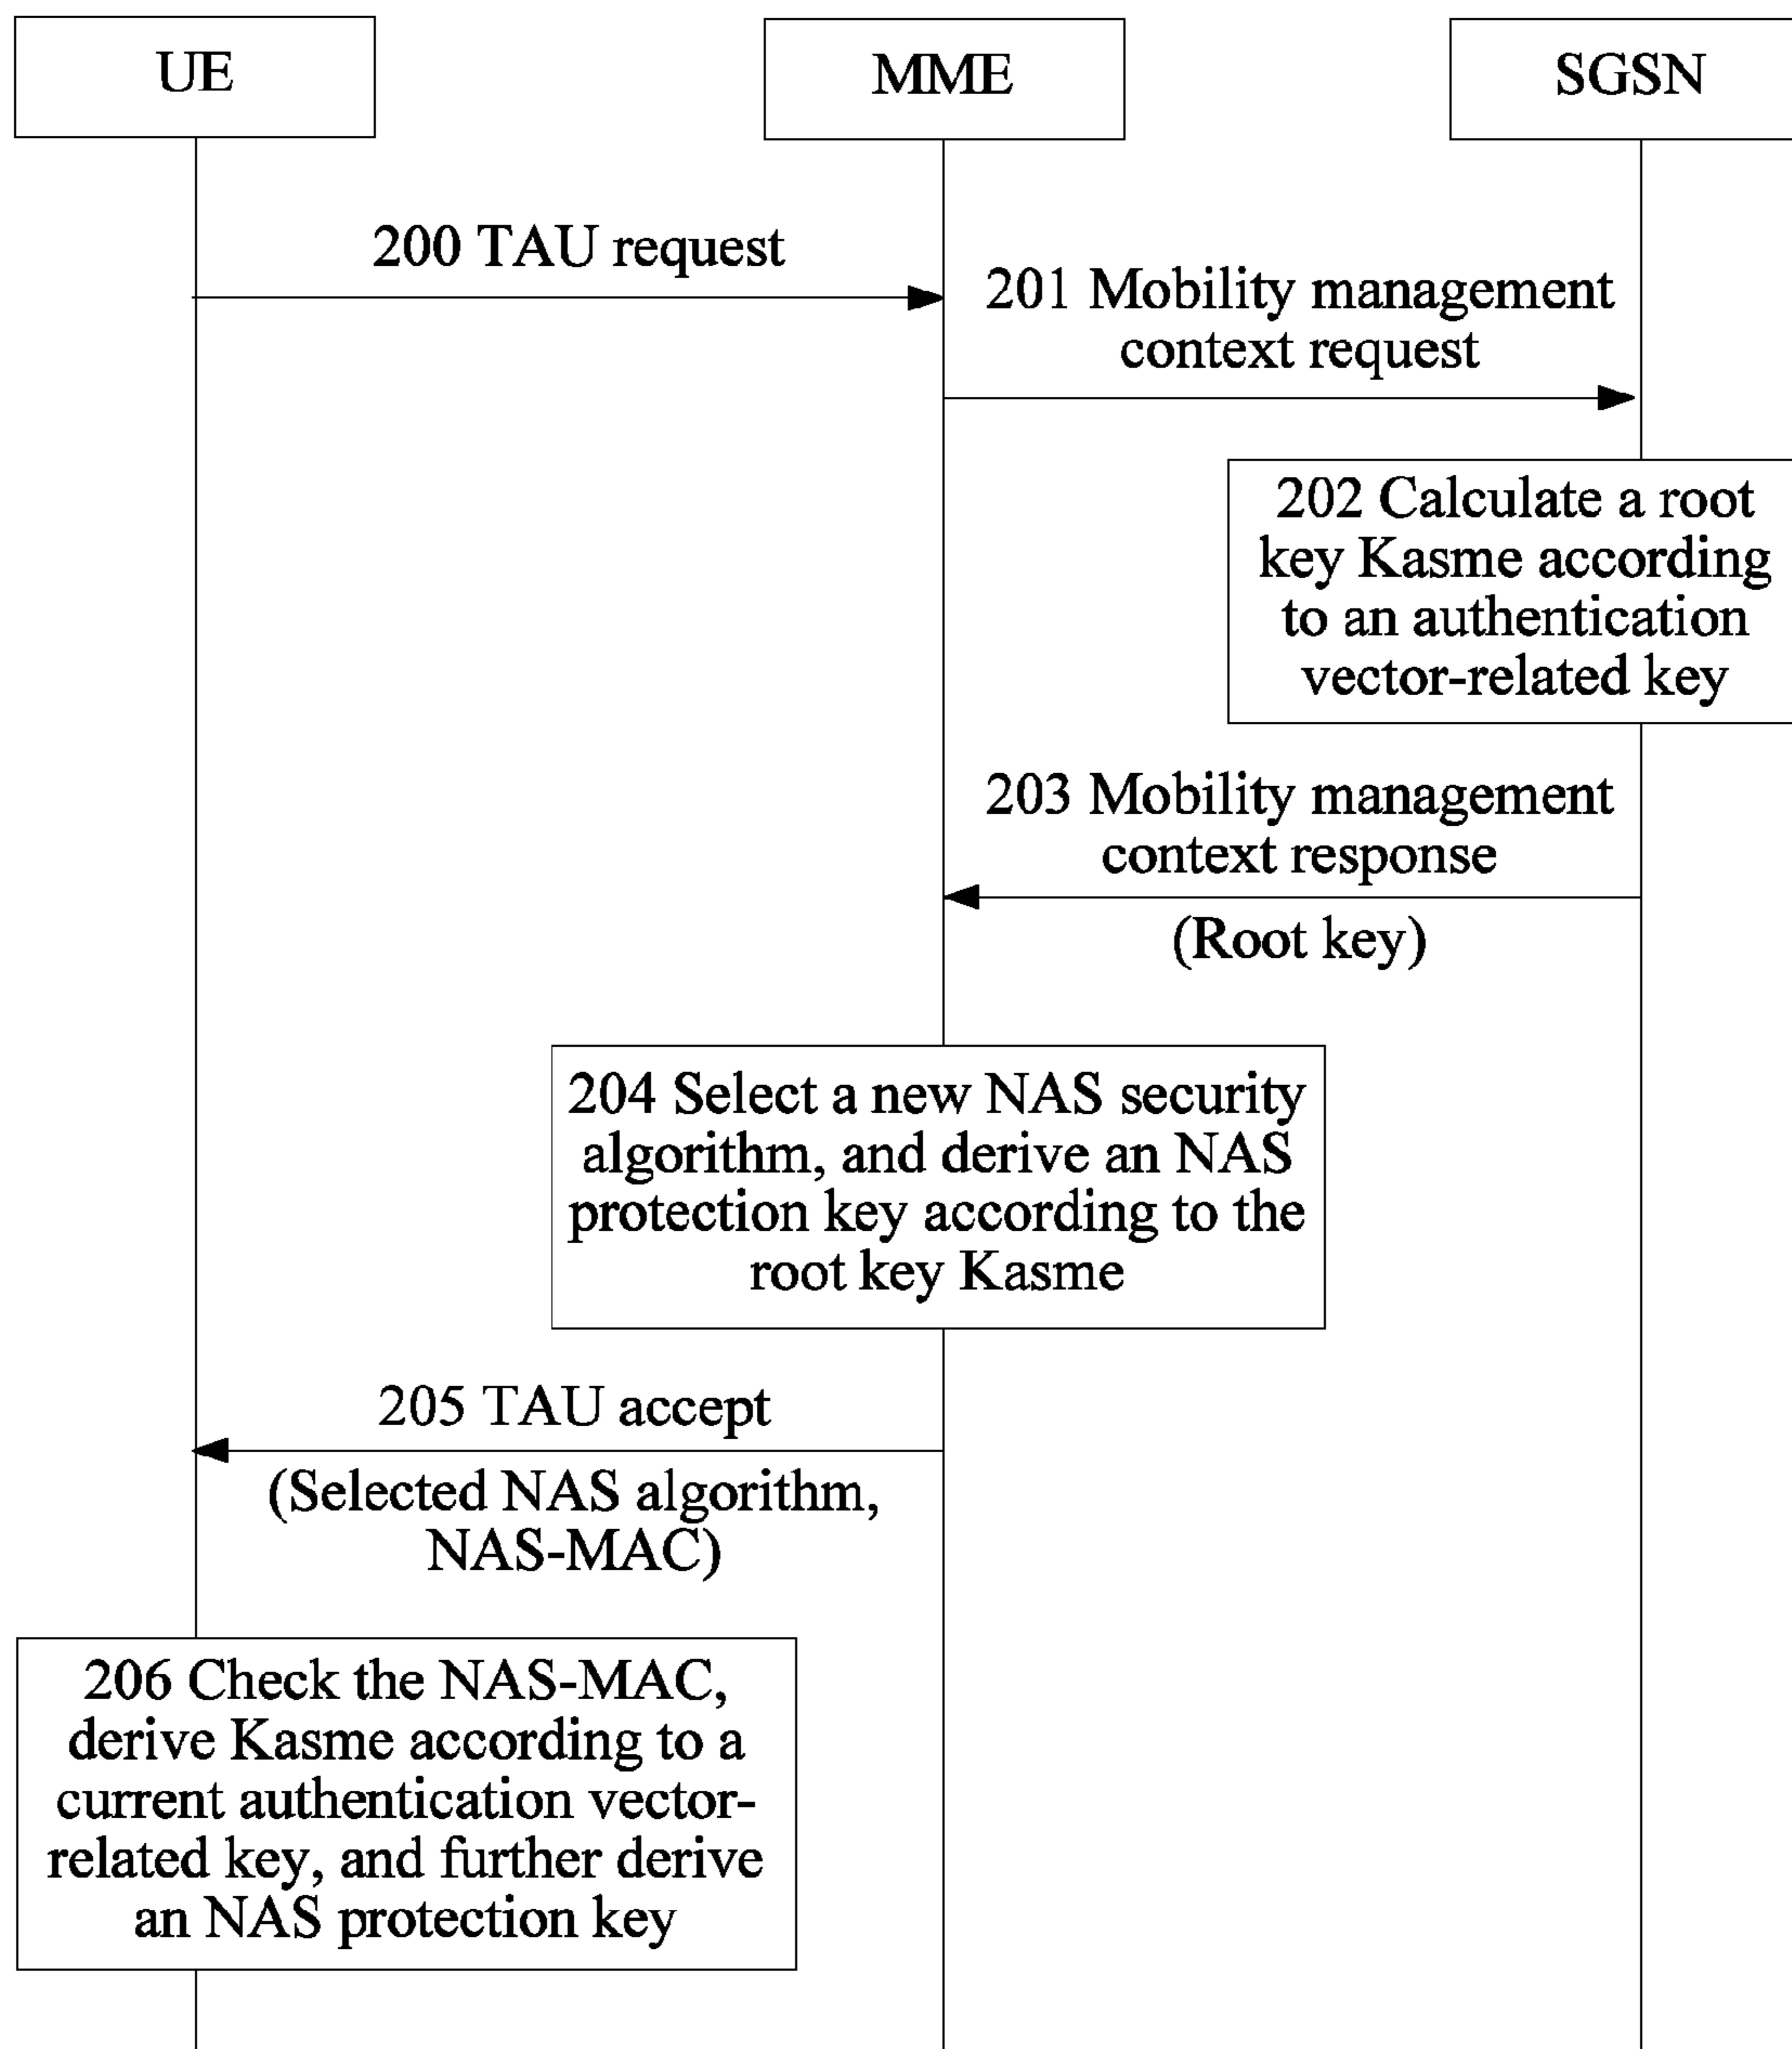 UE
MME
SGSN
200 TAU request
201 Mobility management
context request
202 Calculate a root
key Kasme according
to an authentication
vector-related key
203 Mobility management
context response
(Root key)
204 Select a new NAS security
algorithm, and derive an NAS
protection key according to the
root key Kasme
205 TAU accept
(Selected NAS algorithm,
NAS-MAC)
206 Check the NAS-MAC,
derive Kasme according to a
current authentication vector-
related key, and further derive
an NAS protection key